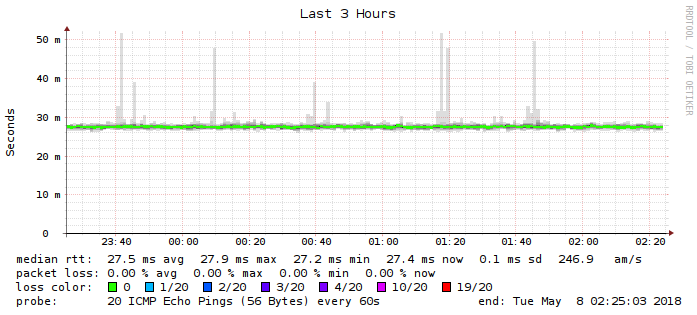 Last 3 Hours
RRDTOOL / TOBI OETIKER
Seconds
50 m
40 m
30 m
20 m
10 m
0
23:40 00:00 00:20 00:40 01:00 01:20 01:40 02:00 02:20
median rtt: 27.5 ms avg 27.9 ms max 27.2 ms min 27.4 ms now 0.1 ms sd 246.9 am/s
packet loss: 0.00 % avg 0.00 % max 0.00 % min 0.00 % now
loss color: 0 1/20 2/20 3/20 4/20 10/20 19/20
probe: 20 ICMP Echo Pings (56 Bytes) every 60s end: Tue May 8 02:25:03 2018